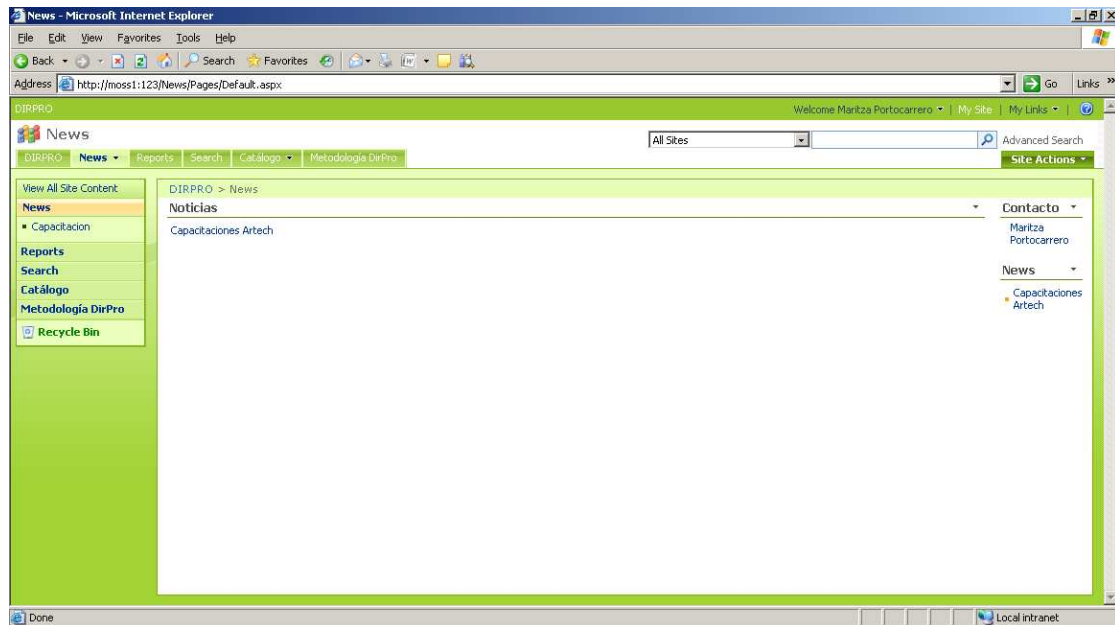 News - Microsoft Internet Explorer
File Edit View Favorites Tools Help
Back Search Favorites
Address http://moss1:123/News/Pages/Default.aspx Go Links »
DIRPRO Welcome Maritza Portocarrero | My Site | My Links |
News All Sites Advanced Search
DIRPRO News Reports Search Catálogo Metodología DirPro Site Actions
View All Site Content
News
Capacitacion
Reports
Search
Catálogo
Metodología DirPro
Recycle Bin
DIRPRO > News
Noticias
Capacitaciones Artech
Contacto
Maritza
Portocarrero
News
Capacitaciones
Artech
Done Local intranet